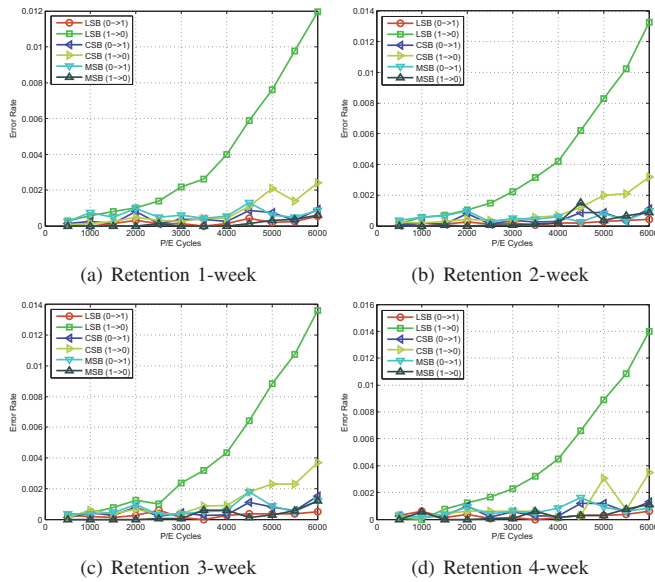 0.012
0.01
0.008
0.006
0.004
0.002
0
Error Rate
LSB (0−>1)
LSB (1−>0)
CSB (0−>1)
CSB (1−>0)
MSB (0−>1)
MSB (1−>0)
1000 2000 3000 4000 5000 6000
P/E Cycles
(a) Retention 1-week
0.014
0.012
0.01
0.008
0.006
0.004
0.002
0
Error Rate
LSB (0−>1)
LSB (1−>0)
CSB (0−>1)
CSB (1−>0)
MSB (0−>1)
MSB (1−>0)
0 1000 2000 3000 4000 5000 6000
P/E Cycles
(b) Retention 2-week
0.014
0.012
0.01
0.008
0.006
0.004
0.002
0
Error Rate
LSB (0−>1)
LSB (1−>0)
CSB (0−>1)
CSB (1−>0)
MSB (0−>1)
MSB (1−>0)
0 1000 2000 3000 4000 5000 6000
P/E Cycles
(c) Retention 3-week
0.016
0.014
0.012
0.01
0.008
0.006
0.004
0.002
0
Error Rate
LSB (0−>1)
LSB (1−>0)
CSB (0−>1)
CSB (1−>0)
MSB (0−>1)
MSB (1−>0)
0 1000 2000 3000 4000 5000 6000
P/E Cycles
(d) Retention 4-week